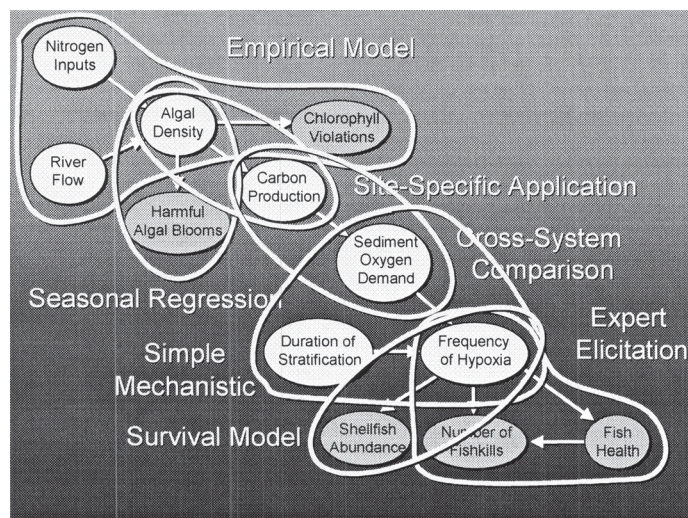 Nitrogen
Inputs
Empirical Model
Algal
Density
Chlorophyll
Violations
River
Flow
Carbon
Production
Site-Specific Application
Harmful
Algal Blooms
Sediment
Oxygen
Demand
Cross-System
Comparison
Seasonal Regression
Duration of
Stratification
Frequency
of Hypoxia
Expert
Elicitation
Simple
Mechanistic
Survival Model
Shellfish
Abundance
Number of
Fishkills
Fish
Health